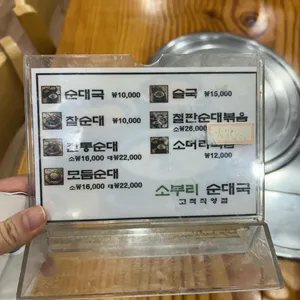 순대국 ₩10,000
찰순대 ₩10,000
전통순대
소₩16,000 대₩22,000
모듬순대
소₩16,000 대₩22,000
술국 ₩15,000
철판순대볶음
소₩26,000
소머리
₩12,000
소부리 순대국
고척직영점